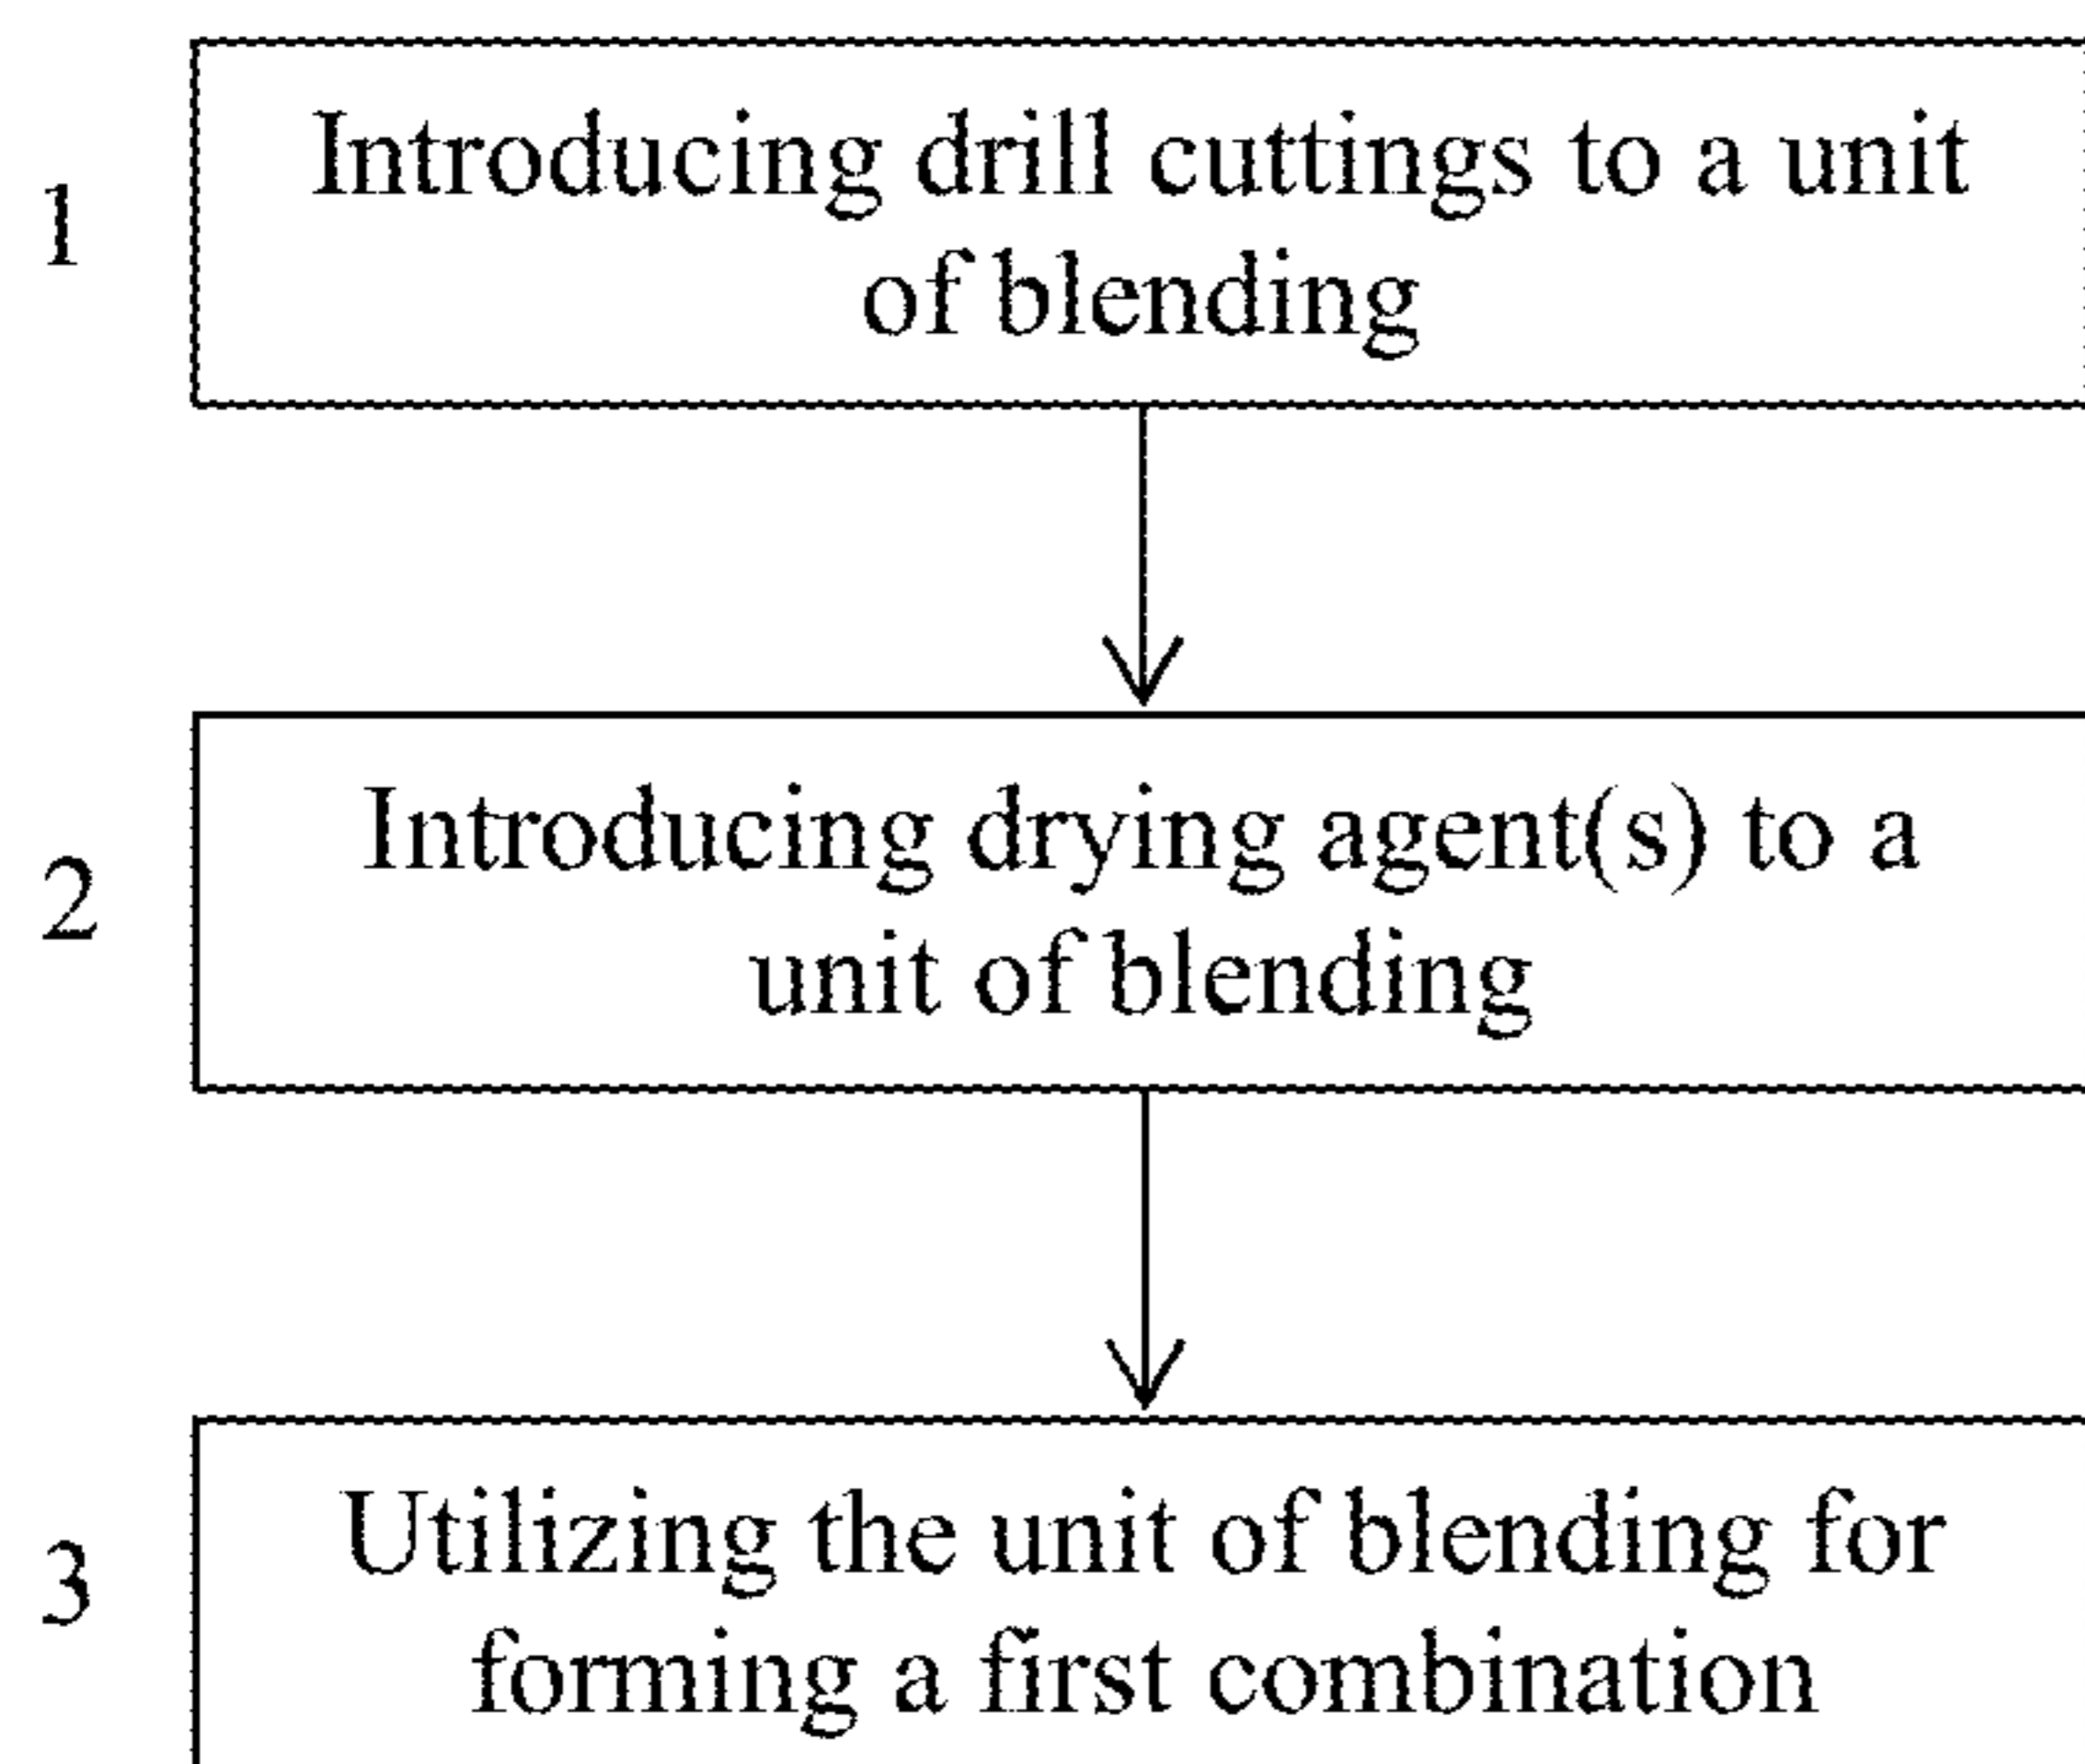 1
Introducing drill cuttings to a unit
of blending
2
Introducing drying agent(s) to a
unit of blending
3
Utilizing the unit of blending for
forming a first combination